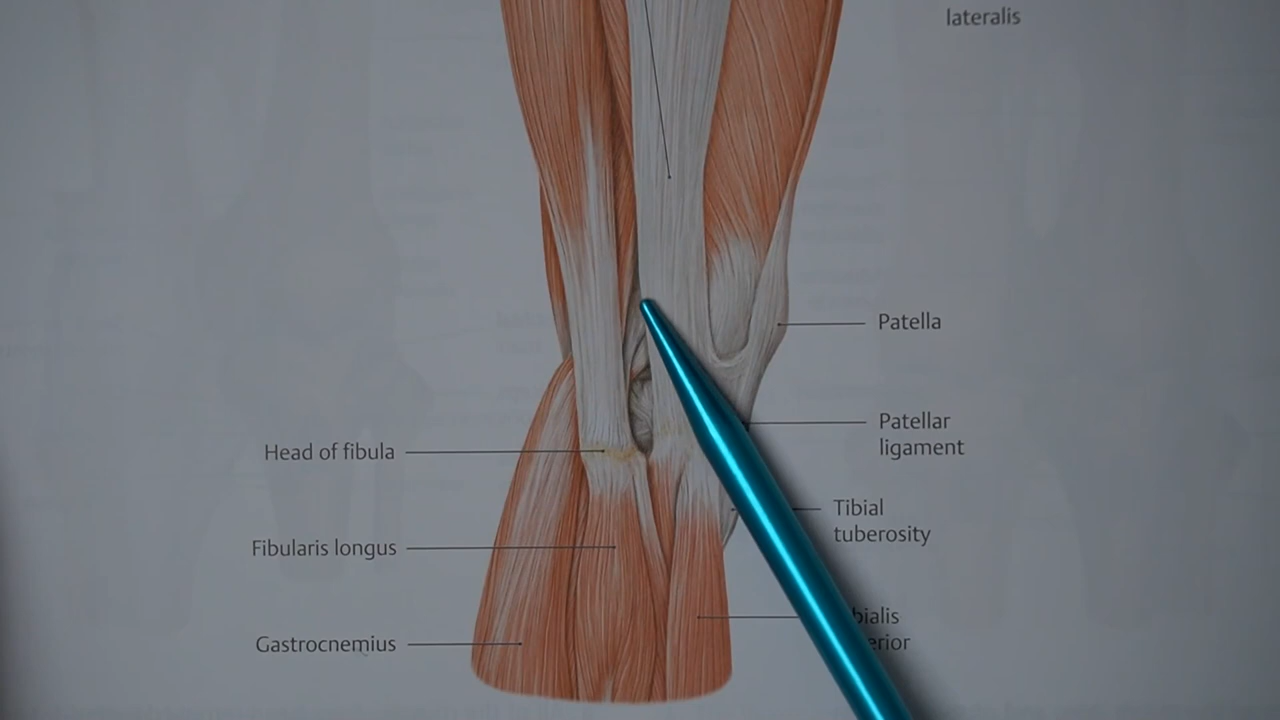 lateralis
Patella
Patellar
ligament
Head of fibula
Tibial
tuberosity
Fibularis longus
Gastrocnemius